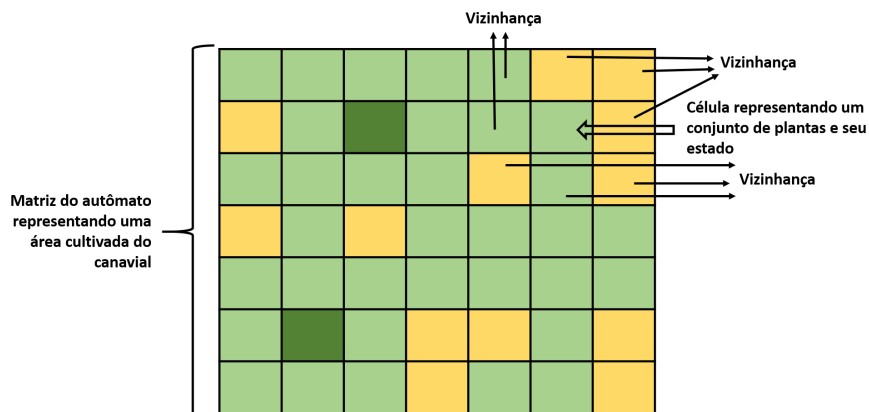 Vizinhança
Vizinhança
Célula representando um
conjunto de plantas e seu
estado
Vizinhança
Matriz do autômato
representando uma
área cultivada do
canavial